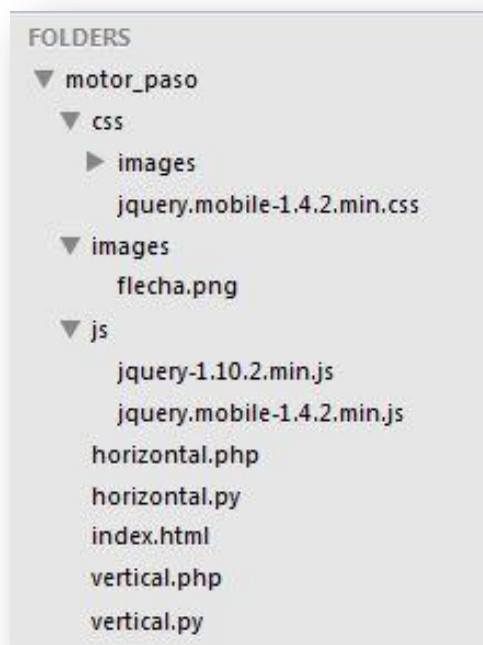 FOLDERS
motor_paso
css
images
jquery.mobile-1.4.2.min.css
images
flecha.png
js
jquery-1.10.2.min.js
jquery.mobile-1.4.2.min.js
horizontal.php
horizontal.py
index.html
vertical.php
vertical.py